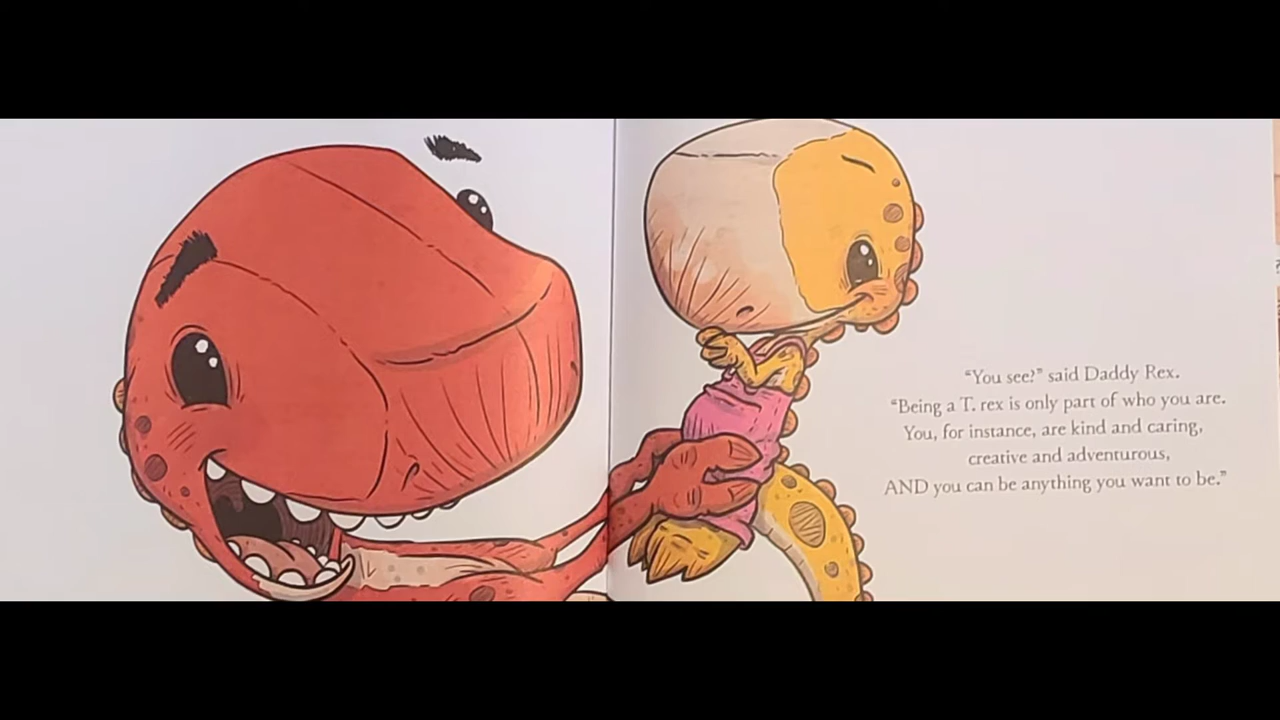 “You see?” said Daddy Rex.
“Being a T. rex is only part of who you are.
You, for instance, are kind and caring,
creative and adventurous,
AND you can be anything you want to be.”